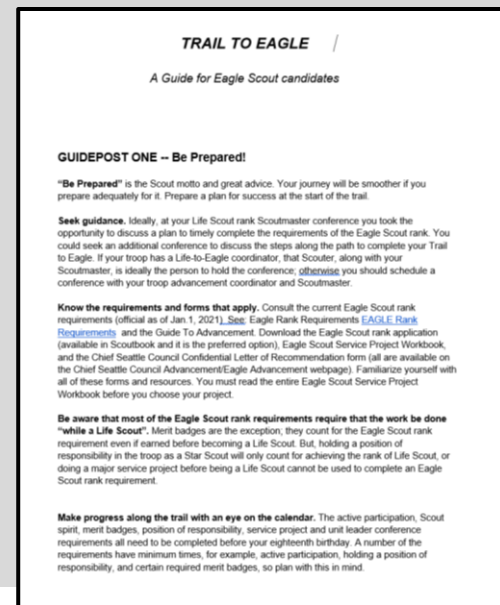 TRAIL TO EAGLE
A Guide for Eagle Scout candidates
GUIDEPOST ONE -- Be Prepared!
"Be Prepared" is the Scout motto and great advice. Your journey will be smoother if you
prepare adequately for it. Prepare a plan for success at the start of the trail.
Seek guidance. Ideally, at your Life Scout rank Scoutmaster conference you took the
opportunity to discuss a plan to timely complete the requirements of the Eagle Scout rank. You
could seek an additional conference to discuss the steps along the path to complete your Trail
to Eagle. If your troop has a Life-to-Eagle coordinator, that Scouter, along with your
Scoutmaster, is ideally the person to hold the conference; otherwise you should schedule a
conference with your troop advancement coordinator and Scoutmaster.
Know the requirements and forms that apply. Consult the current Eagle Scout rank
requirements (official as of Jan.1, 2021). See: Eagle Rank Requirements EAGLE Rank
Requirements and the Guide To Advancement. Download the Eagle Scout rank application
(available in Scoutbook and it is the preferred option), Eagle Scout Service Project Workbook,
and the Chief Seattle Council Confidential Letter of Recommendation form (all are available on
the Chief Seattle Council Advancement/Eagle Advancement webpage). Familiarize yourself with
all of these forms and resources. You must read the entire Eagle Scout Service Project
Workbook before you choose your project.
Be aware that most of the Eagle Scout rank requirements require that the work be done
"while a Life Scout". Merit badges are the exception; they count for the Eagle Scout rank
requirement even if earned before becoming a Life Scout. But, holding a position of
responsibility in the troop as a Star Scout will only count for achieving the rank of Life Scout, or
doing a major service project before being a Life Scout cannot be used to complete an Eagle
Scout rank requirement.
Make progress along the trail with an eye on the calendar. The active participation, Scout
spirit, merit badges, position of responsibility, service project and unit leader conference
requirements all need to be completed before your eighteenth birthday. A number of the
requirements have minimum times, for example, active participation, holding a position of
responsibility, and certain required merit badges, so plan with this in mind.